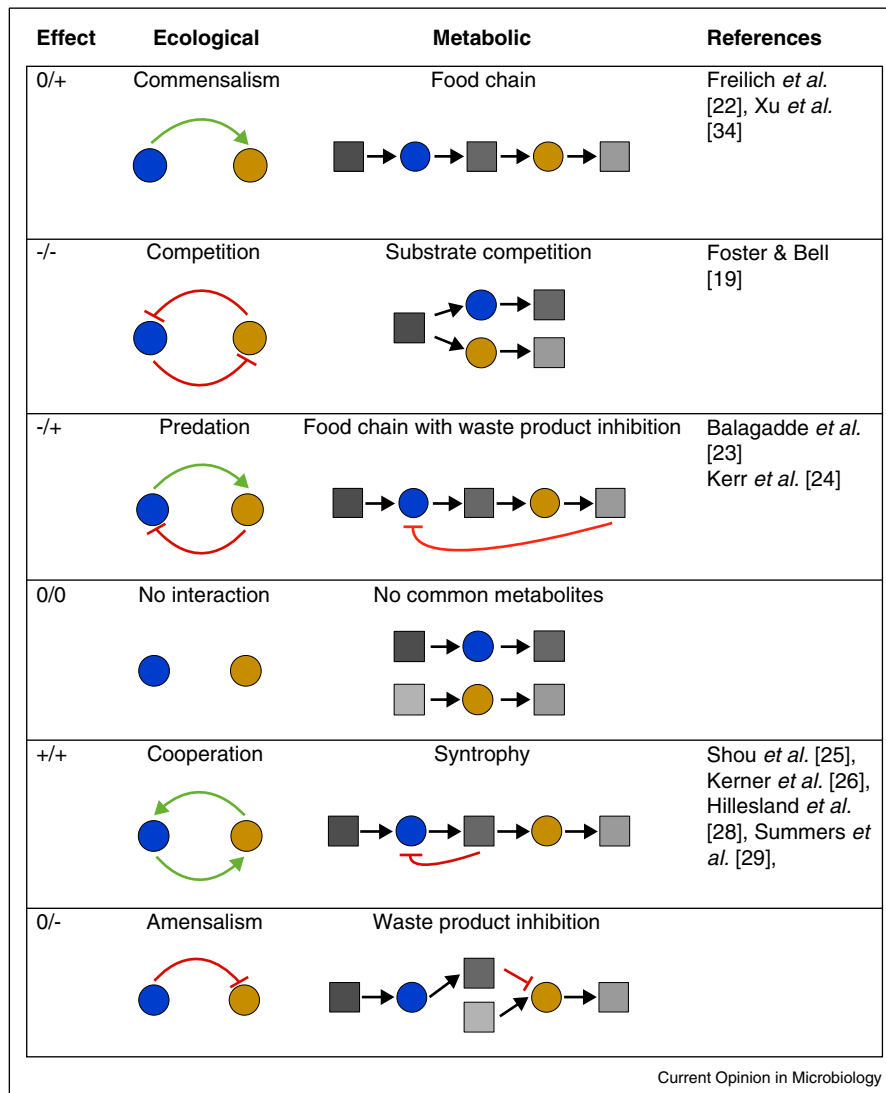 Effect Ecological Metabolic References
0/+ Commensalism Food chain Freilich et al.
[22], Xu et al.
[34]
-/- Competition Substrate competition Foster & Bell
[19]
-/+ Predation Food chain with waste product inhibition Balagadde et al.
[23]
Kerr et al. [24]
0/0 No interaction No common metabolites
+/+ Cooperation Syntrophy Shou et al. [25],
Kerner et al. [26],
Hillesland et al.
[28], Summers et
al. [29],
0/- Amensalism Waste product inhibition
Current Opinion in Microbiology